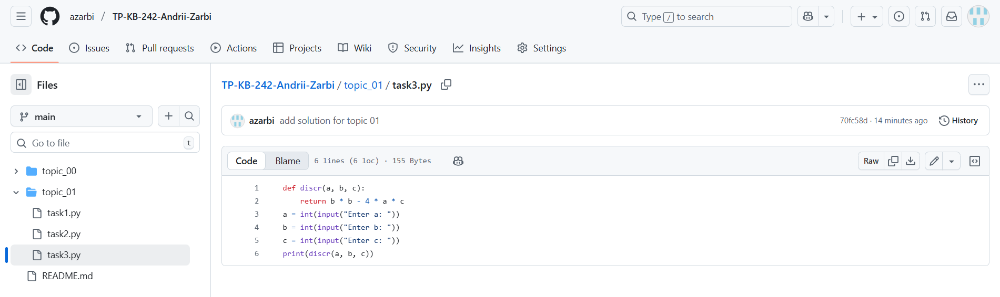 azarbi / TP-KB-242-Andrii-Zarbi
Type / to search
Code
Issues
Pull requests
Actions
Projects
Wiki
Security
Insights
Settings
Files
main
Go to file
t
topic_00
topic_01
task1.py
task2.py
task3.py
README.md
TP-KB-242-Andrii-Zarbi / topic_01 / task3.py
azarbi add solution for topic 01
70fc58d · 14 minutes ago
History
Code
Blame
6 lines (6 loc) · 155 Bytes
Raw
1 def discr(a, b, c):
2     return b * b - 4 * a * c
3 a = int(input("Enter a: "))
4 b = int(input("Enter b: "))
5 c = int(input("Enter c: "))
6 print(discr(a, b, c))